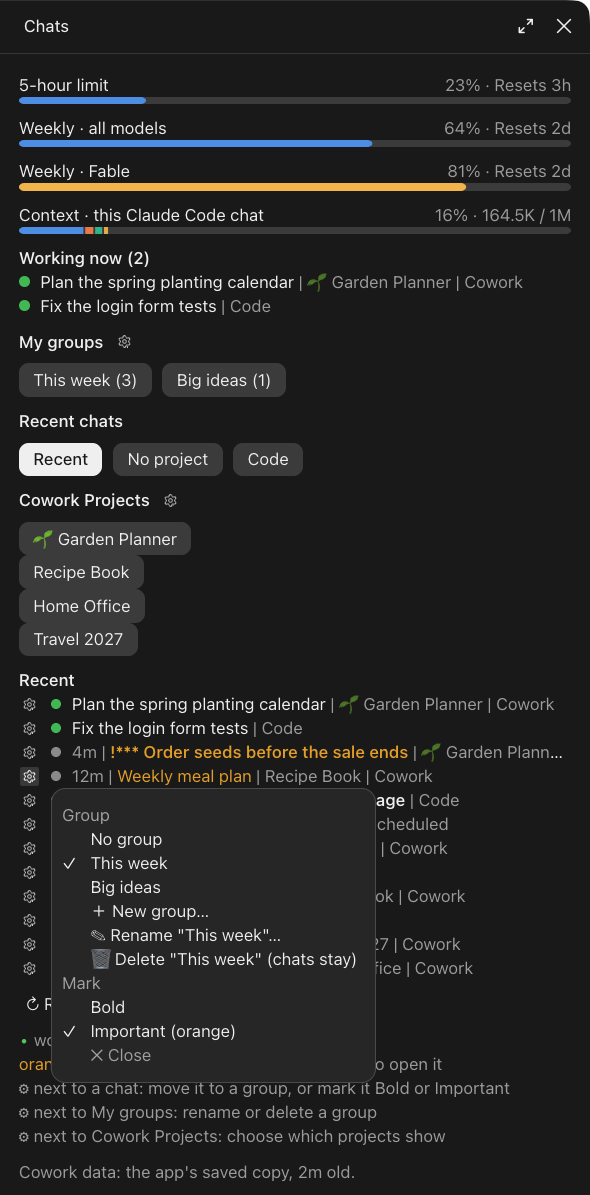 Chats
5-hour limit 23% · Resets 3h
Weekly · all models 64% · Resets 2d
Weekly · Fable 81% · Resets 2d
Context · this Claude Code chat 16% · 164.5K / 1M
Working now (2)
Plan the spring planting calendar | 🌱 Garden Planner | Cowork
Fix the login form tests | Code
My groups
This week (3) Big ideas (1)
Recent chats
Recent No project Code
Cowork Projects
🌱 Garden Planner
Recipe Book
Home Office
Travel 2027
Recent
Plan the spring planting calendar | 🌱 Garden Planner | Cowork
Fix the login form tests | Code
4m | !*** Order seeds before the sale ends | 🌱 Garden Plann...
12m | Weekly meal plan | Recipe Book | Cowork
age | Code
Group
No group
cheduled
✓ This week
| Cowork
Big ideas
+ New group...
ok | Cowork
✎ Rename "This week"...
🗑 Delete "This week" (chats stay)
27 | Cowork
Mark
fice | Cowork
Bold
R
✓ Important (orange)
wo
✕ Close
oran
o open it
⚙ next to a chat: move it to a group, or mark it Bold or Important
⚙ next to My groups: rename or delete a group
⚙ next to Cowork Projects: choose which projects show
Cowork data: the app's saved copy, 2m old.